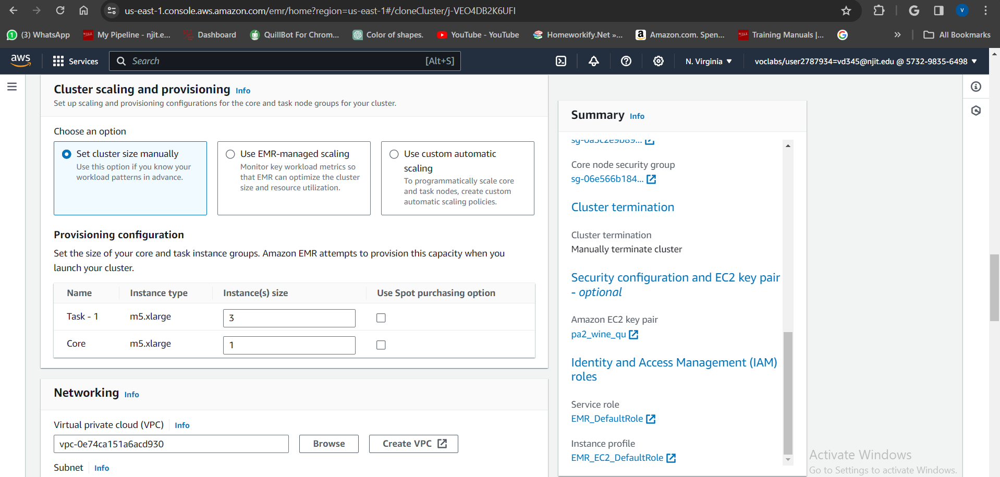 us-east-1.console.aws.amazon.com/emr/home?region=us-east-1#/cloneCluster/j-VEO4DB2K6UFI
V
1 (3) WhatsApp
My Pipeline - njit.e...
Dashboard
QuillBot For Chrom...
Color of shapes.
YouTube - YouTube
Homeworkify.Net »...
a Amazon.com. Spen...
Training Manuals |...
G
»
All Bookmarks
aws
Services
Search
[Alt+S]
N. Virginia
voclabs/user2787934=vd345@njit.edu @ 5732-9835-6498
Cluster scaling and provisioning Info
Set up scaling and provisioning configurations for the core and task node groups for your cluster.
Choose an option
Set cluster size manually
Use this option if you know your
workload patterns in advance.
Use EMR-managed scaling
Monitor key workload metrics so
that EMR can optimize the cluster
size and resource utilization.
Use custom automatic
scaling
To programmatically scale core
and task nodes, create custom
automatic scaling policies.
Provisioning configuration
Set the size of your core and task instance groups. Amazon EMR attempts to provision this capacity when you
launch your cluster.
Name Instance type Instance(s) size Use Spot purchasing option
Task - 1 m5.xlarge 3
Core m5.xlarge 1
Networking Info
Virtual private cloud (VPC) Info
vpc-0e74ca151a6acd930
Browse
Create VPC
Subnet Info
Summary Info
sg-0a5c2e9b89...
Core node security group
sg-06e566b184...
Cluster termination
Cluster termination
Manually terminate cluster
Security configuration and EC2 key pair
- optional
Amazon EC2 key pair
pa2_wine_qu
Identity and Access Management (IAM)
roles
Service role
EMR_DefaultRole
Instance profile
EMR_EC2_DefaultRole
Activate Windows
Go to Settings to activate Windows.